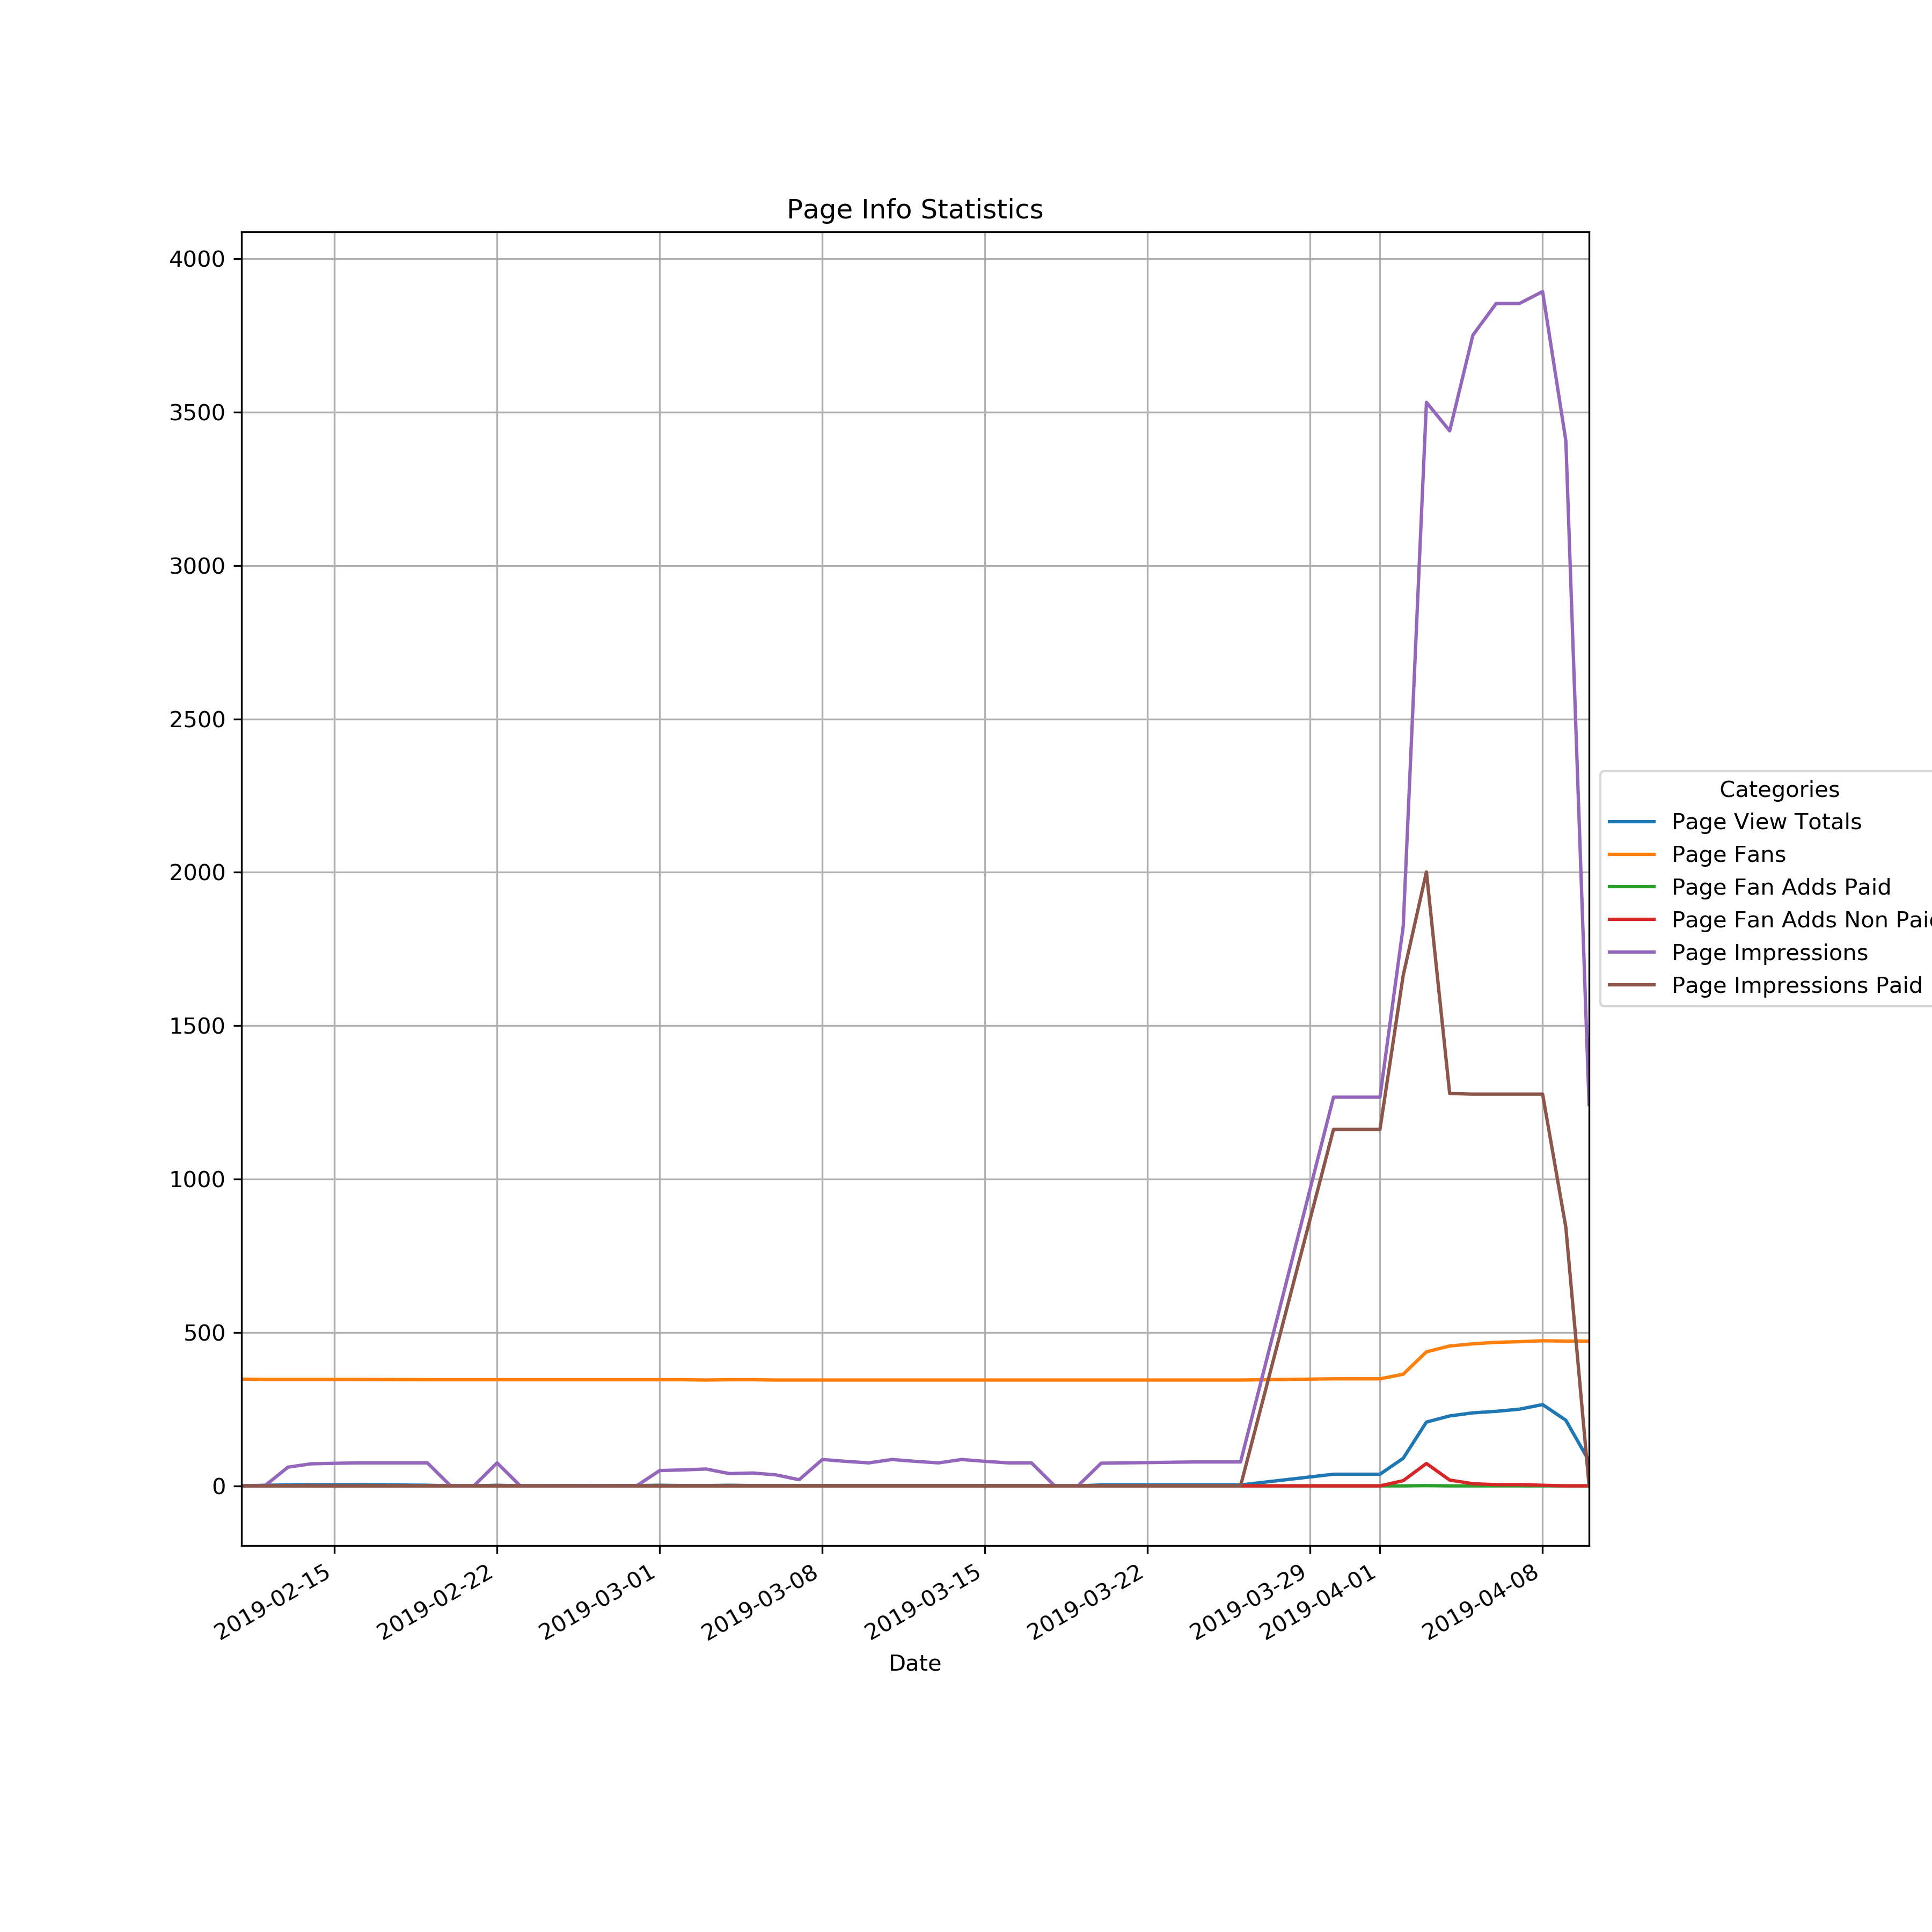 Page Info Statistics
4000
3500
3000
2500
2000
1500
1000
500
0
2019-02-15
2019-02-22
2019-03-01
2019-03-08
2019-03-15
2019-03-22
2019-03-29
2019-04-01
2019-04-08
Date
Categories
Page View Totals
Page Fans
Page Fan Adds Paid
Page Fan Adds Non
Page Impressions
Page Impressions Paid